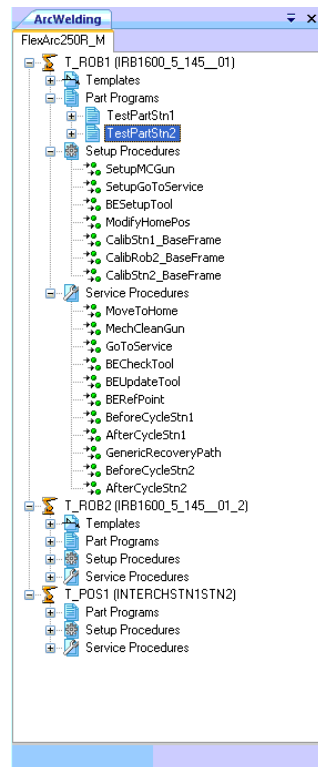 ArcWelding
FlexArc250R_M
T_ROB1 (IRB1600_5_145__01)
Templates
Part Programs
TestPartStn1
TestPartStn2
Setup Procedures
SetupMCGun
SetupGoToService
BESetupTool
ModifyHomePos
CalibStn1_BaseFrame
CalibRob2_BaseFrame
CalibStn2_BaseFrame
Service Procedures
MoveToHome
MechCleanGun
GoToService
BECheckTool
BEUpdateTool
BERefPoint
BeforeCycleStn1
AfterCycleStn1
GenericRecoveryPath
BeforeCycleStn2
AfterCycleStn2
T_ROB2 (IRB1600_5_145__01_2)
Templates
Part Programs
Setup Procedures
Service Procedures
T_POS1 (INTERCHSTN1STN2)
Part Programs
Setup Procedures
Service Procedures